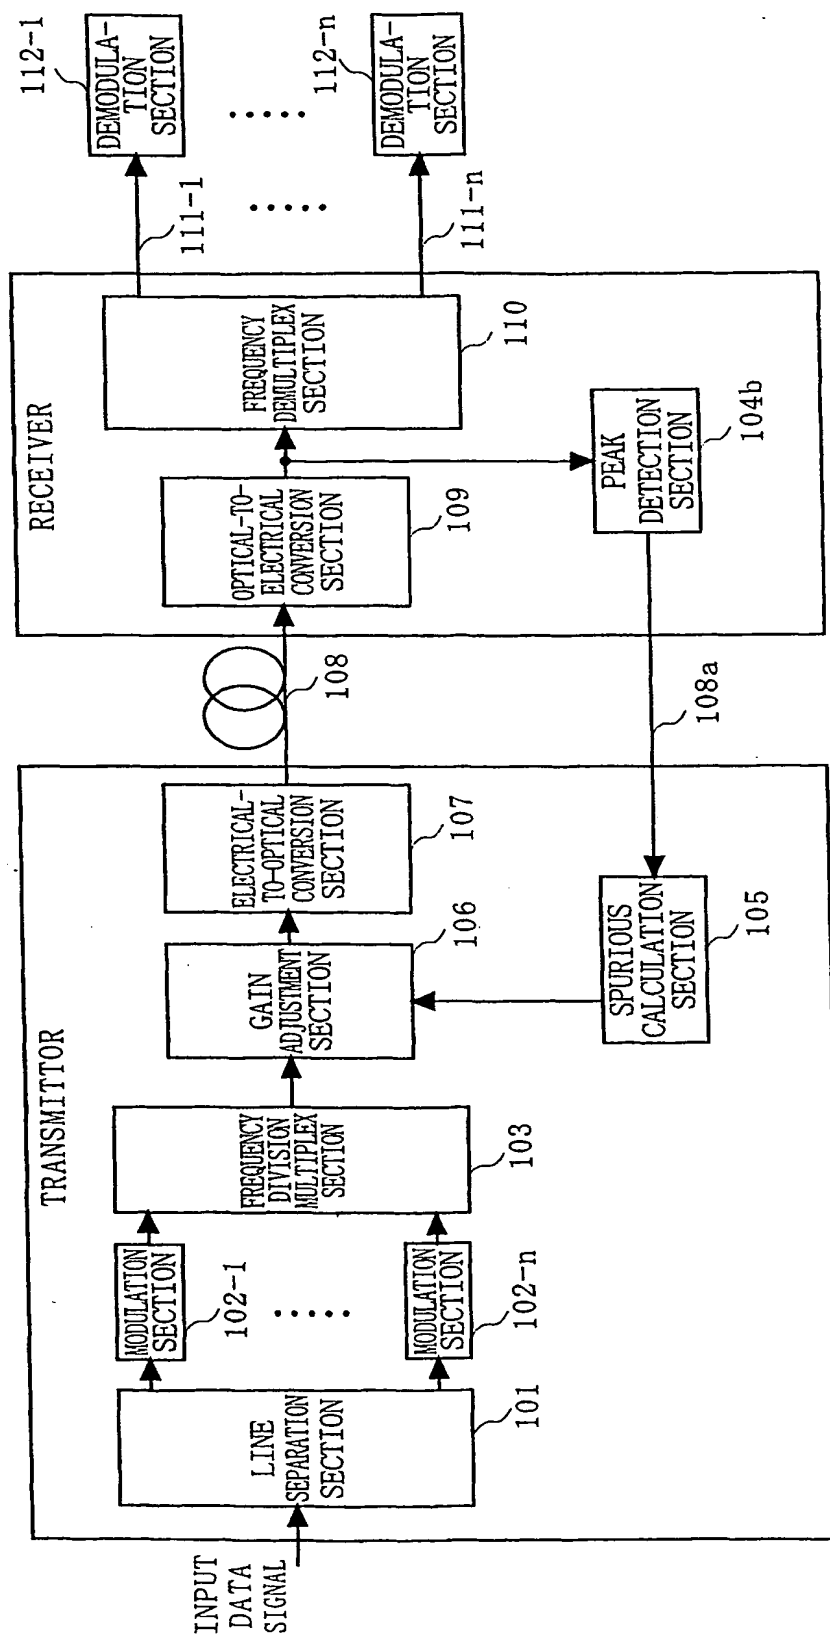 INPUT
DATA
SIGNAL
TRANSMITTOR
LINE
SEPARATION
SECTION
101
MODULATION
SECTION
102-1
.....
MODULATION
SECTION
102-n
FREQUENCY
DIVISION
MULTIPLEX
SECTION
103
GAIN
ADJUSTMENT
SECTION
106
ELECTRICAL-
TO-OPTICAL
CONVERSION
SECTION
107
SPURIOUS
CALCULATION
SECTION
105
108
108a
RECEIVER
OPTICAL-TO-
ELECTRICAL
CONVERSION
SECTION
109
FREQUENCY
DEMULTIPLEX
SECTION
110
PEAK
DETECTION
SECTION
104b
111-1
.....
111-n
DEMODULA-
TION
SECTION
112-1
.....
DEMODULA-
TION
SECTION
112-n